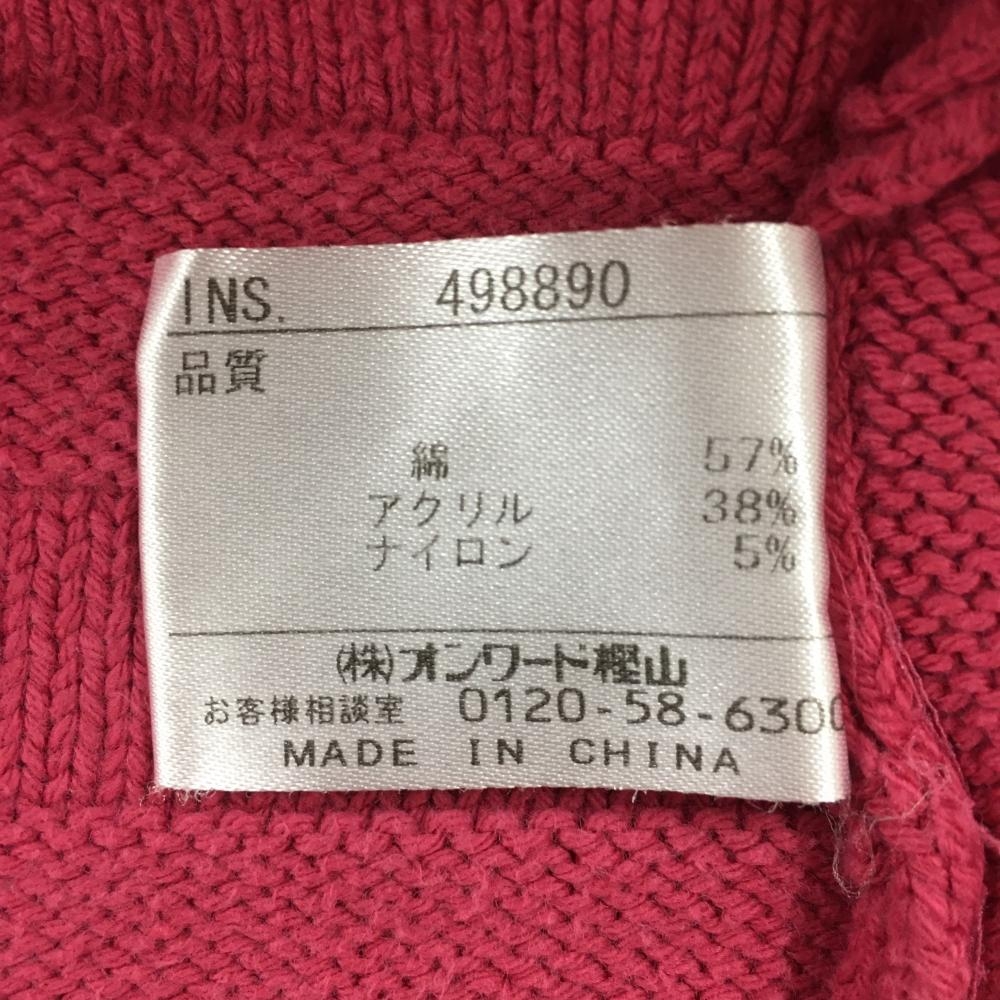 INS. 498890
品質
綿 57%
アクリル 38%
ナイロン 5%
㈱オンワード樫山
お客様相談室 0120-58-6300
MADE IN CHINA